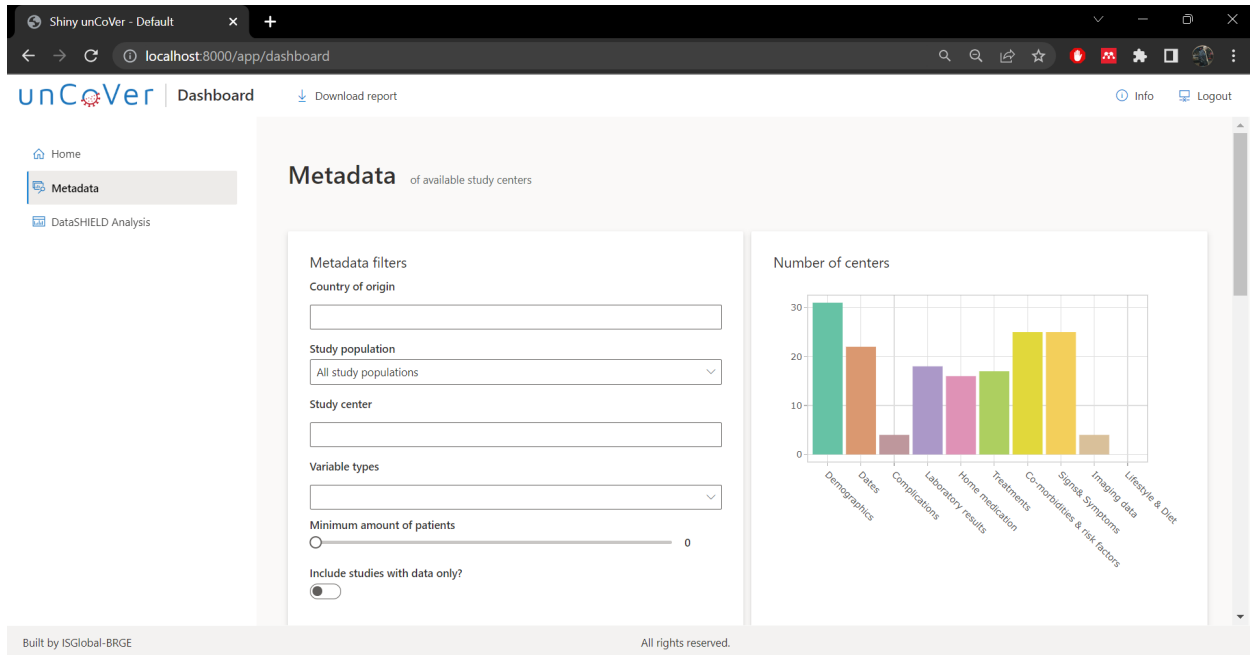 Shiny unCoVer - Default
localhost:8000/app/dashboard
unCoVer Dashboard Download report Info Logout
Home
Metadata
DataSHIELD Analysis
Metadata of available study centers
Metadata filters
Country of origin
Study population
All study populations
Study center
Variable types
Minimum amount of patients
0
Include studies with data only?
Number of centers
30
20
10
0
Demographics
Dates
Complications
Laboratory results
Home medication
Treatments
Co-morbidities & risk factors
Signs& Symptoms
Imaging data
Lifestyle & Diet
Built by ISGlobal-BRGE All rights reserved.